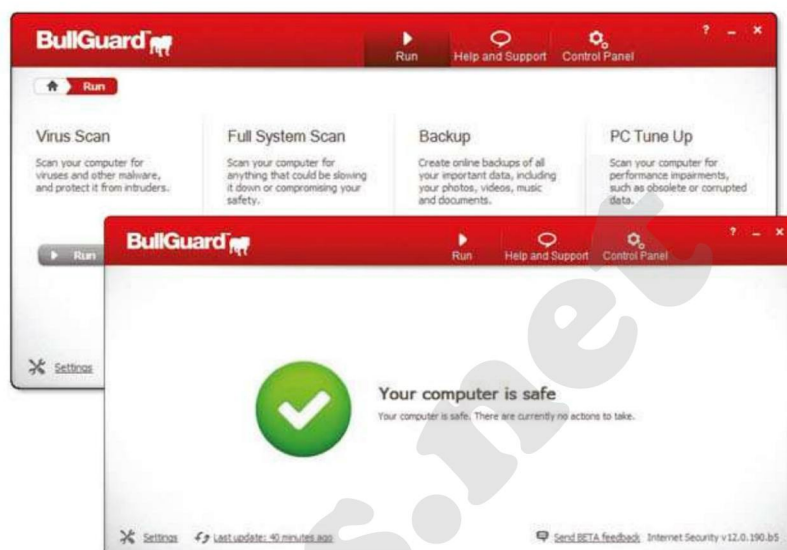 BullGuard
Run
Help and Support
Control Panel
? _ x
Run
Virus Scan
Scan your computer for
viruses and other malware,
and protect it from intruders.
Full System Scan
Scan your computer for
anything that could be slowing
it down or compromising your
safety.
Backup
Create online backups of all
your important data, including
your photos, videos, music
and documents.
PC Tune Up
Scan your computer for
performance impairments,
such as obsolete or corrupted
data.
Run
Settings
BullGuard
Run
Help and Support
Control Panel
? _ x
Your computer is safe
Your computer is safe. There are currently no actions to take.
Settings
Last update: 40 minutes ago
Send BETA feedback
Internet Security v12.0.190.b5
s.net